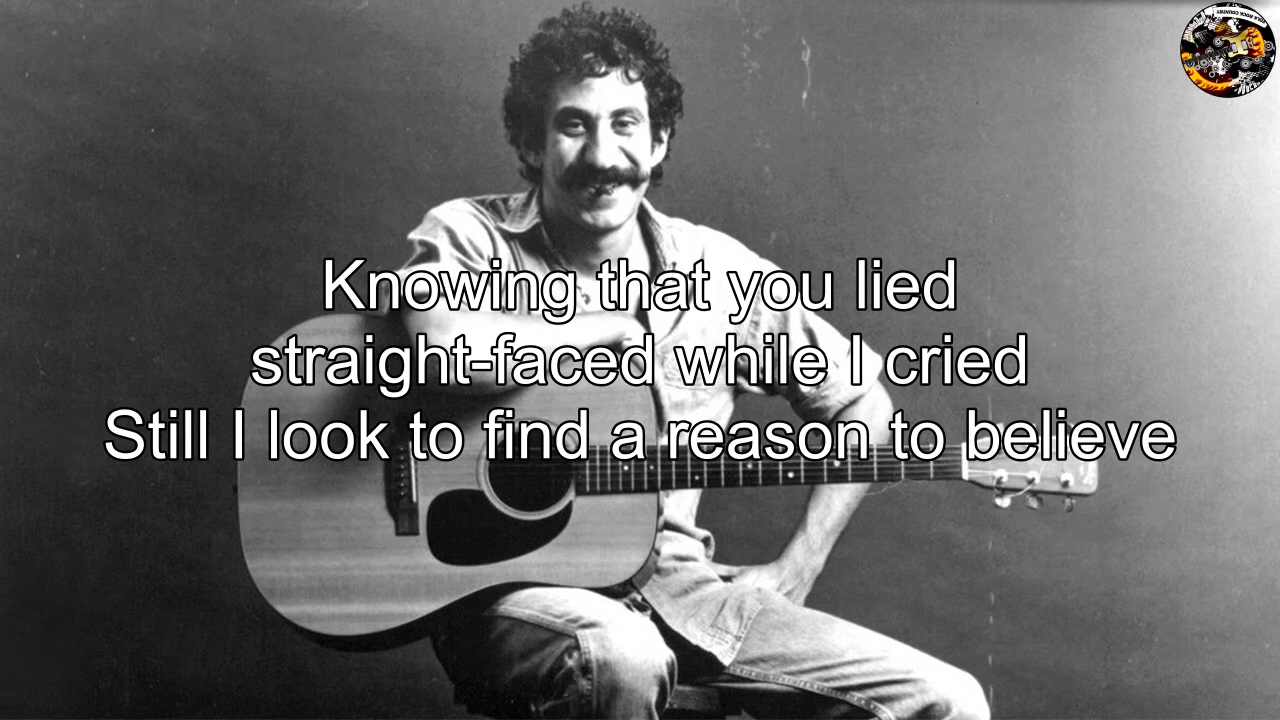 Knowing that you lied
straight-faced while I cried
Still I look to find a reason to believe